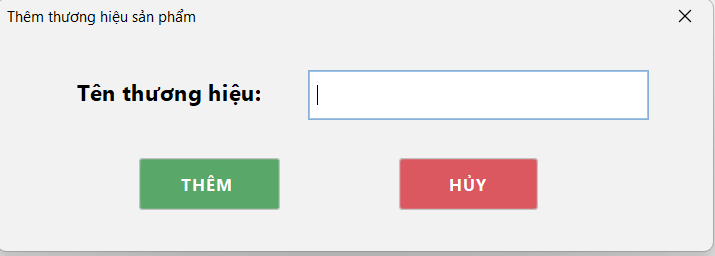 Thêm thương hiệu sản phẩm
Tên thương hiệu:
THÊM
HỦY